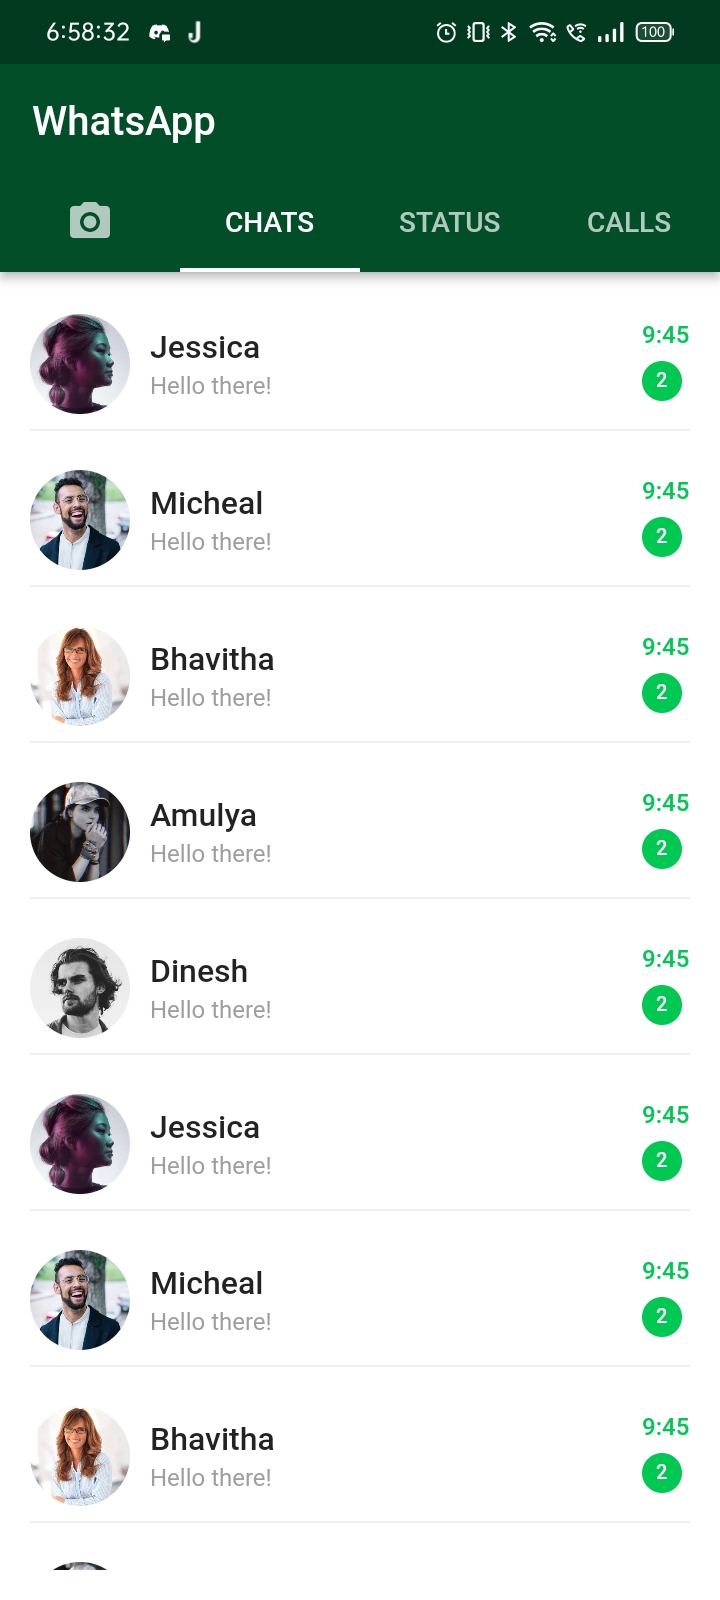 6:58:32 100
WhatsApp
CHATS STATUS CALLS
Jessica 9:45
Hello there! 2
Micheal 9:45
Hello there! 2
Bhavitha 9:45
Hello there! 2
Amulya 9:45
Hello there! 2
Dinesh 9:45
Hello there! 2
Jessica 9:45
Hello there! 2
Micheal 9:45
Hello there! 2
Bhavitha 9:45
Hello there! 2